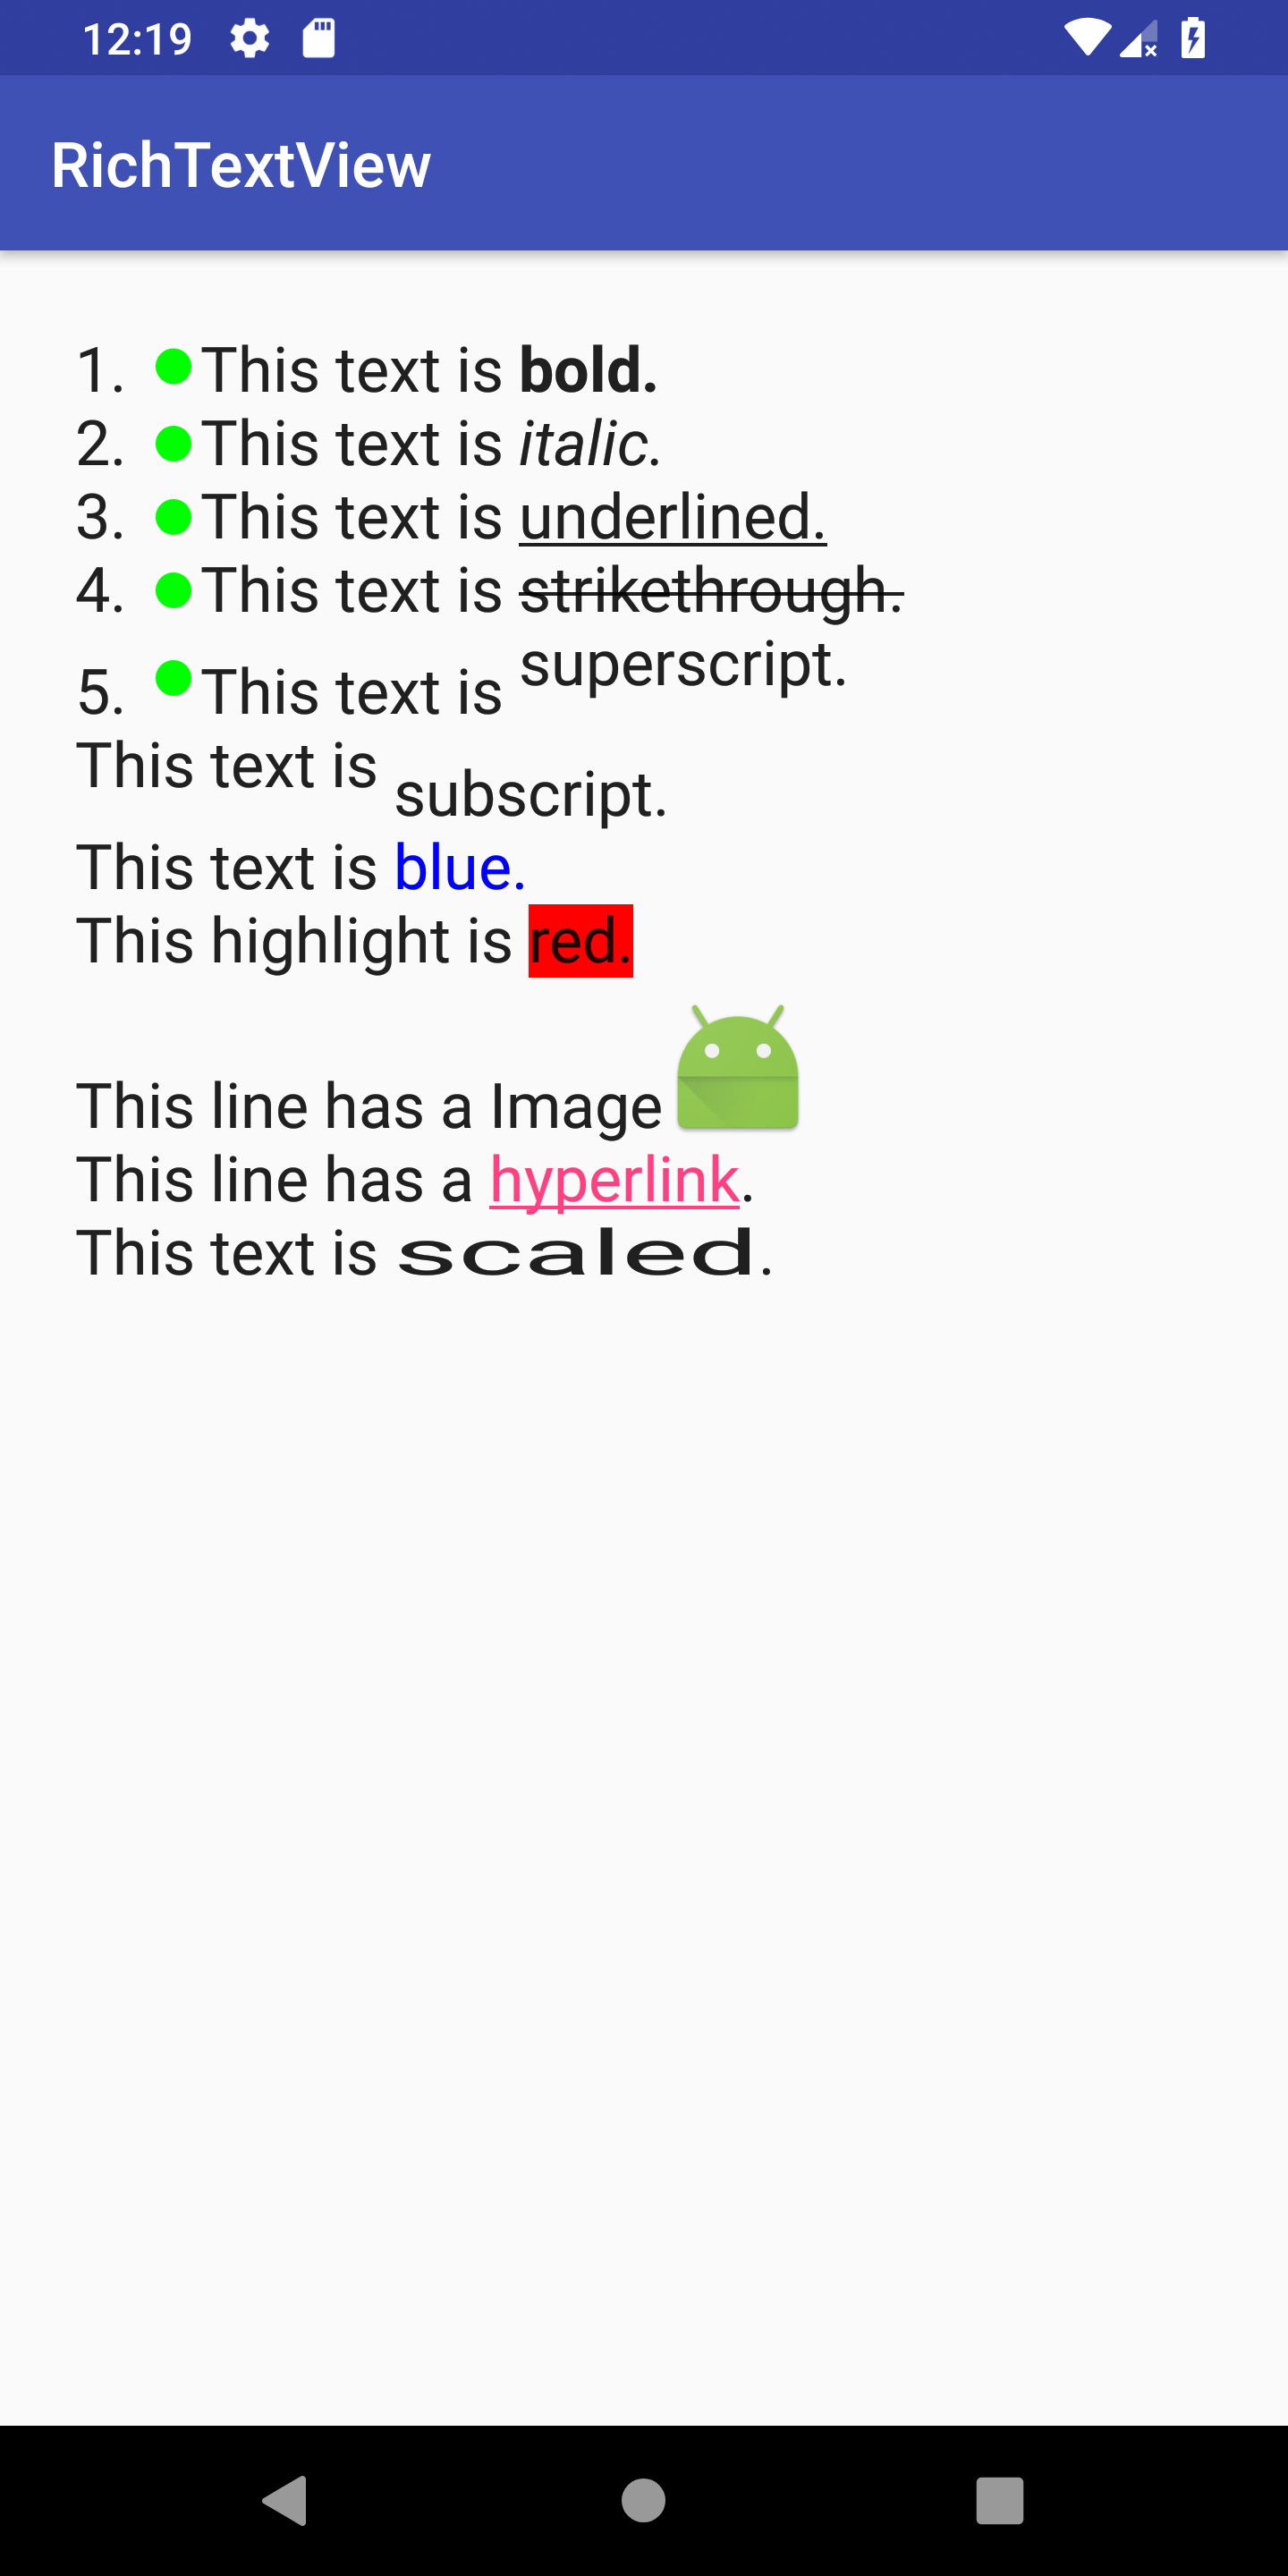 12:19
RichTextView
1. This text is bold.
2. This text is italic.
3. This text is underlined.
4. This text is strikethrough.
5. This text is superscript.
This text is subscript.
This text is blue.
This highlight is red.
This line has a Image
This line has a hyperlink.
This text is scaled.